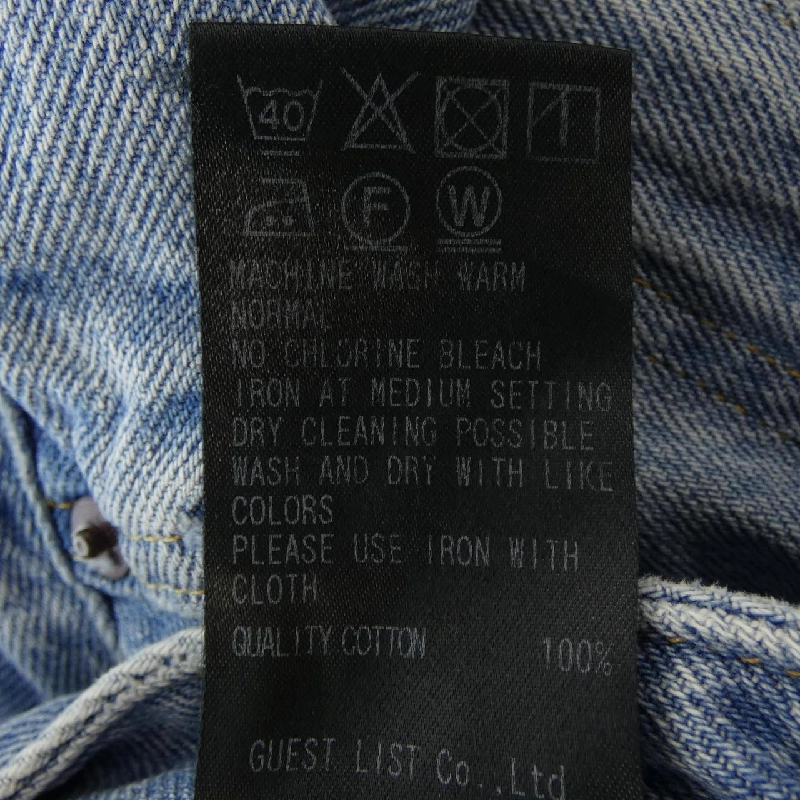 40
F W
MACHINE WASH WARM
NORMAL
NO CHLORINE BLEACH
IRON AT MEDIUM SETTING
DRY CLEANING POSSIBLE
WASH AND DRY WITH LIKE
COLORS
PLEASE USE IRON WITH
CLOTH
QUALITY COTTON 100%
GUEST LIST Co.,Ltd